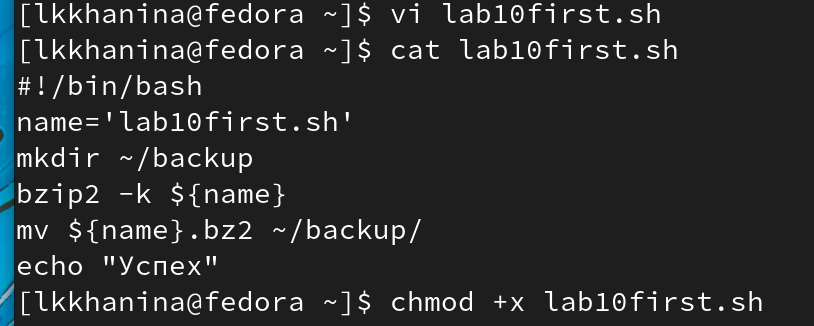 [lkkhanina@fedora ~]$ vi lab10first.sh
[lkkhanina@fedora ~]$ cat lab10first.sh
#!/bin/bash
name='lab10first.sh'
mkdir ~/backup
bzip2 -k ${name}
mv ${name}.bz2 ~/backup/
echo "Успех"
[lkkhanina@fedora ~]$ chmod +x lab10first.sh